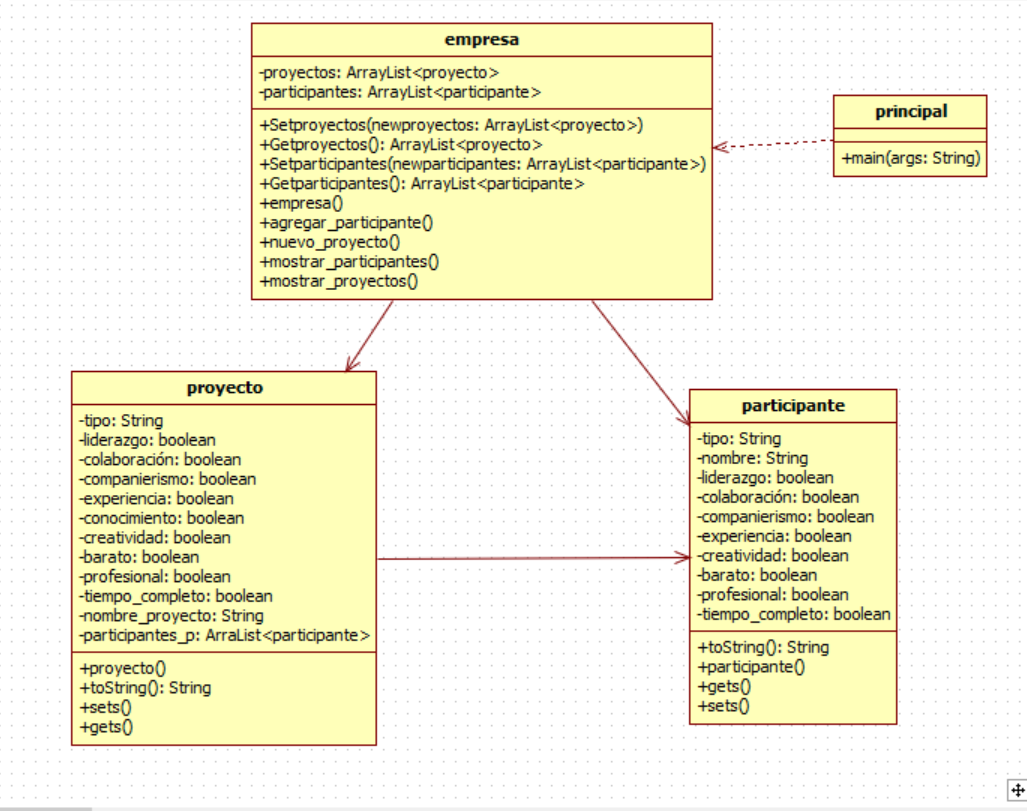 empresa
-proyectos: ArrayList<proyecto>
-participantes: ArrayList<participante>
+Setproyectos(newproyectos: ArrayList<proyecto>)
+Getproyectos(): ArrayList<proyecto>
+Setparticipantes(newparticipantes: ArrayList<participante>)
+Getparticipantes(): ArrayList<participante>
+empresa()
+agregar_participante()
+nuevo_proyecto()
+mostrar_participantes()
+mostrar_proyectos()
principal
+main(args: String)
proyecto
-tipo: String
-liderazgo: boolean
-colaboración: boolean
-companierismo: boolean
-experiencia: boolean
-conocimiento: boolean
-creatividad: boolean
-barato: boolean
-profesional: boolean
-tiempo_completo: boolean
-nombre_proyecto: String
-participantes_p: ArraList<participante>
+proyecto()
+toString(): String
+sets()
+gets()
participante
-tipo: String
-nombre: String
-liderazgo: boolean
-colaboración: boolean
-companierismo: boolean
-experiencia: boolean
-creatividad: boolean
-barato: boolean
-profesional: boolean
-tiempo_completo: boolean
+toString(): String
+participante()
+gets()
+sets()